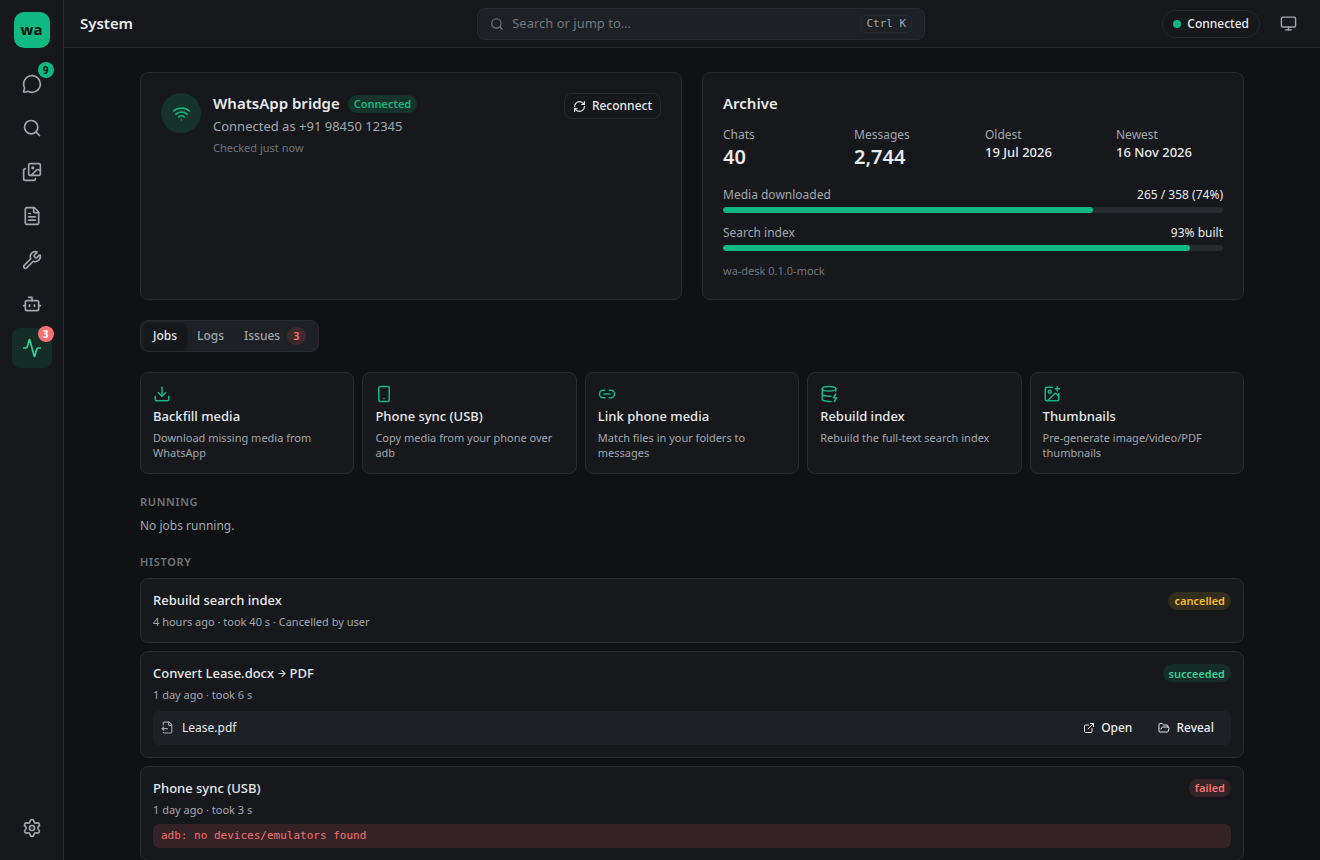 wa
System
Search or jump to...
Ctrl K
Connected
9
3
WhatsApp bridge
Connected
Reconnect
Connected as +91 98450 12345
Checked just now
Archive
Chats
Messages
Oldest
Newest
40
2,744
19 Jul 2026
16 Nov 2026
Media downloaded
265 / 358 (74%)
Search index
93% built
wa-desk 0.1.0-mock
Jobs
Logs
Issues
3
Backfill media
Download missing media from
WhatsApp
Phone sync (USB)
Copy media from your phone over
adb
Link phone media
Match files in your folders to
messages
Rebuild index
Rebuild the full-text search index
Thumbnails
Pre-generate image/video/PDF
thumbnails
RUNNING
No jobs running.
HISTORY
Rebuild search index
cancelled
4 hours ago · took 40 s · Cancelled by user
Convert Lease.docx → PDF
succeeded
1 day ago · took 6 s
Lease.pdf
Open
Reveal
Phone sync (USB)
failed
1 day ago · took 3 s
adb: no devices/emulators found